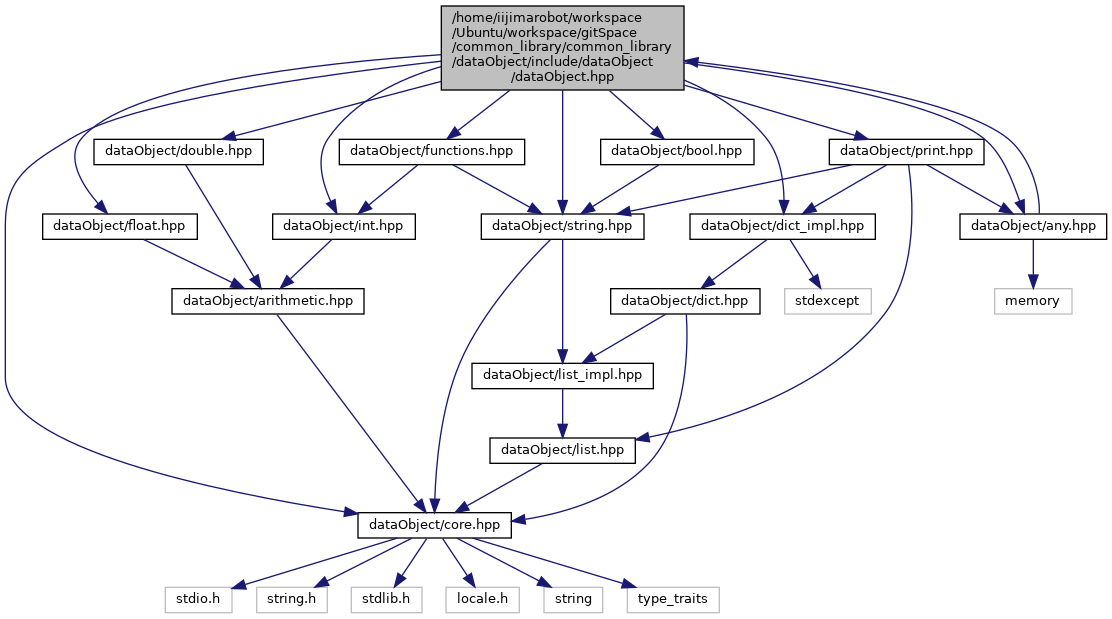 /home/iijimarobot/workspace
/Ubuntu/workspace/gitSpace
/common_library/common_library
/dataObject/include/dataObject
/dataObject.hpp
dataObject/double.hpp
dataObject/functions.hpp
dataObject/bool.hpp
dataObject/print.hpp
dataObject/float.hpp
dataObject/int.hpp
dataObject/string.hpp
dataObject/dict_impl.hpp
dataObject/any.hpp
dataObject/arithmetic.hpp
dataObject/dict.hpp
stdexcept
memory
dataObject/list_impl.hpp
dataObject/list.hpp
dataObject/core.hpp
stdio.h
string.h
stdlib.h
locale.h
string
type_traits